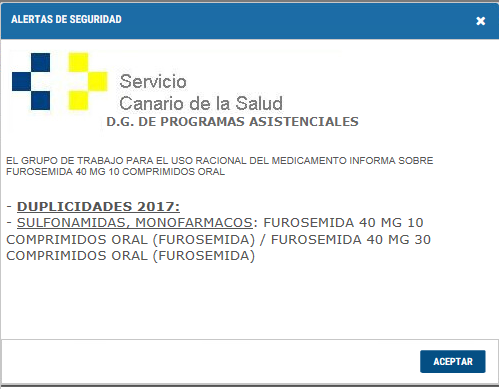 ALERTAS DE SEGURIDAD
Servicio
Canario de la Salud
D.G. DE PROGRAMAS ASISTENCIALES
EL GRUPO DE TRABAJO PARA EL USO RACIONAL DEL MEDICAMENTO INFORMA SOBRE
FUROSEMIDA 40 MG 10 COMPRIMIDOS ORAL
- DUPLICIDADES 2017:
- SULFONAMIDAS, MONOFARMACOS: FUROSEMIDA 40 MG 10
COMPRIMIDOS ORAL (FUROSEMIDA) / FUROSEMIDA 40 MG 30
COMPRIMIDOS ORAL (FUROSEMIDA)
ACEPTAR